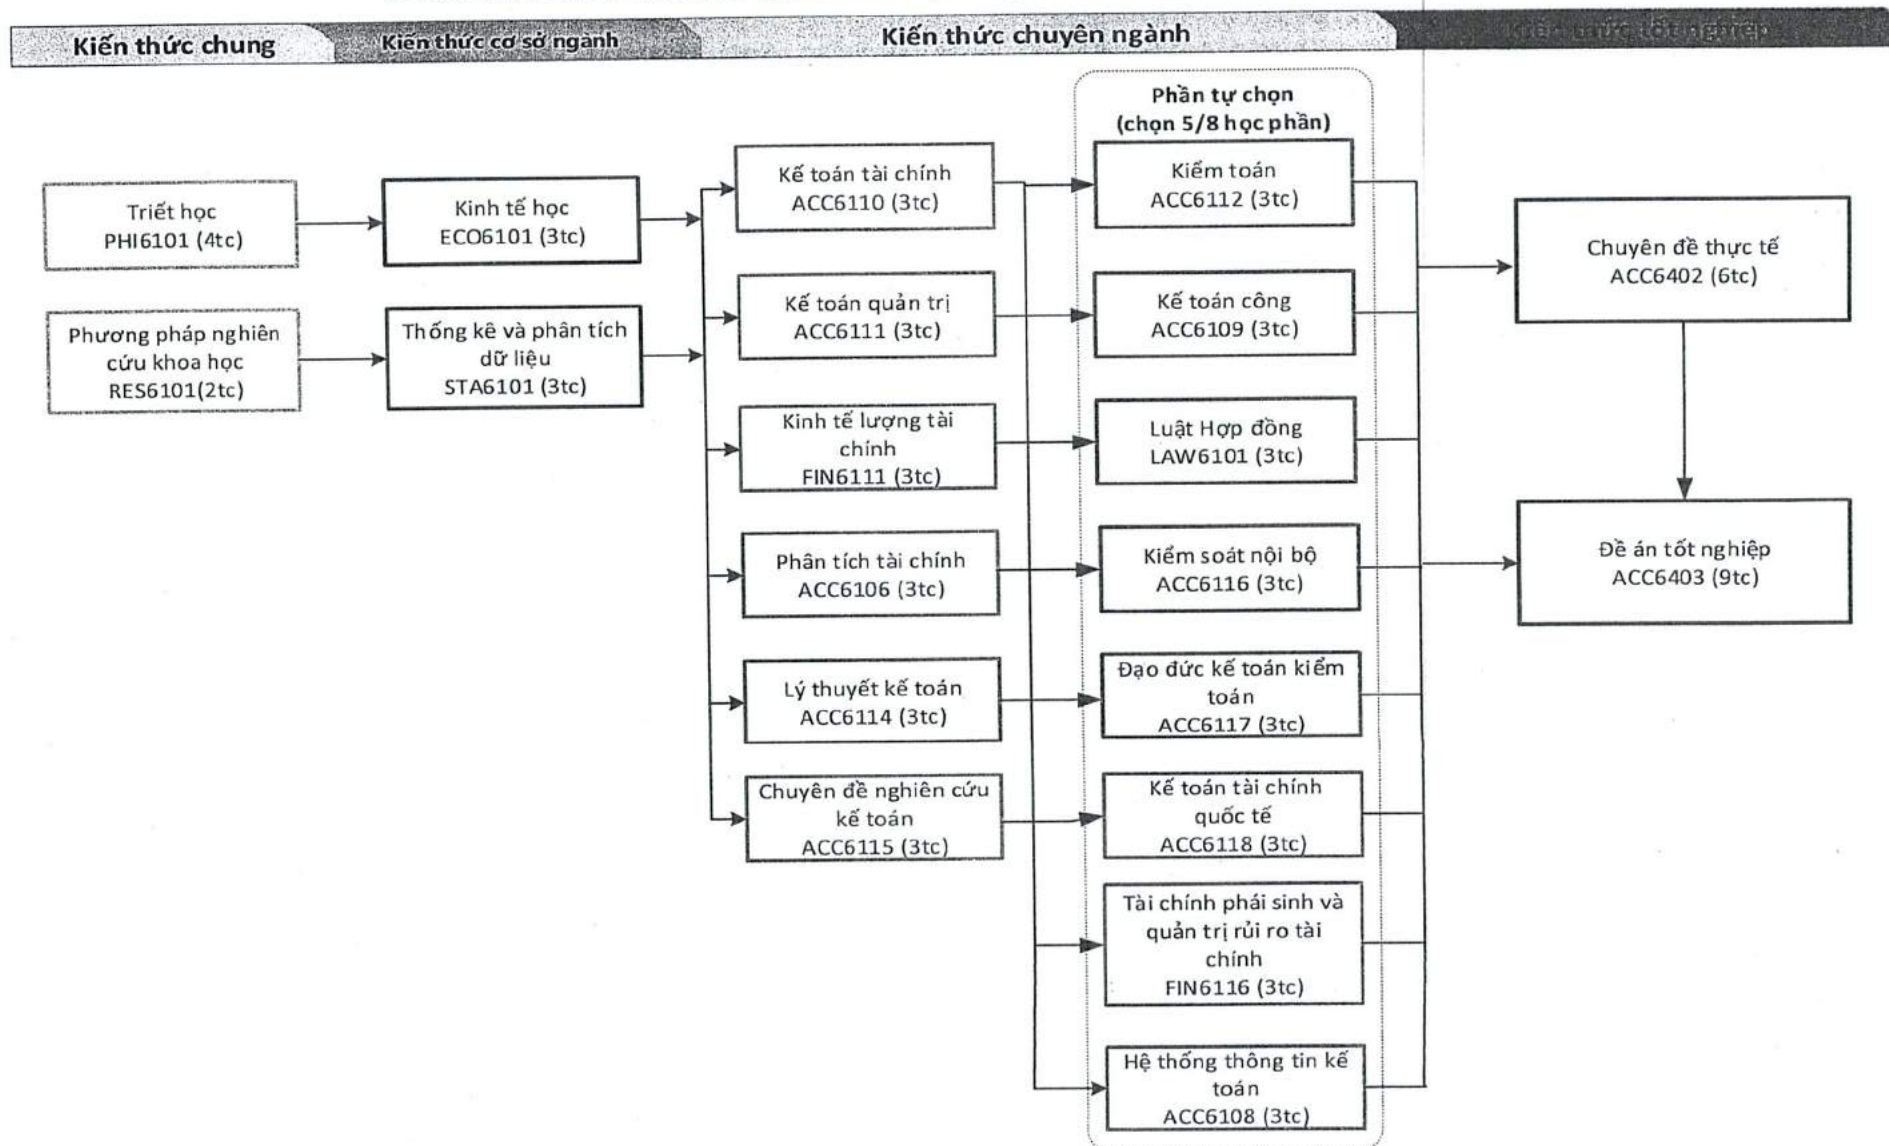 Kiến thức chung
Kiến thức cơ sở ngành
Kiến thức chuyên ngành
Kiến thức tốt nghiệp
Triết học
PHI6101 (4tc)
Phương pháp nghiên
cứu khoa học
RES6101(2tc)
Kinh tế học
ECO6101 (3tc)
Thống kê và phân tích
dữ liệu
STA6101 (3tc)
Kế toán tài chính
ACC6110 (3tc)
Kế toán quản trị
ACC6111 (3tc)
Kinh tế lượng tài
chính
FIN6111 (3tc)
Phân tích tài chính
ACC6106 (3tc)
Lý thuyết kế toán
ACC6114 (3tc)
Chuyên đề nghiên cứu
kế toán
ACC6115 (3tc)
Phần tự chọn
(chọn 5/8 học phần)
Kiểm toán
ACC6112 (3tc)
Kế toán công
ACC6109 (3tc)
Luật Hợp đồng
LAW6101 (3tc)
Kiểm soát nội bộ
ACC6116 (3tc)
Đạo đức kế toán kiểm
toán
ACC6117 (3tc)
Kế toán tài chính
quốc tế
ACC6118 (3tc)
Tài chính phái sinh và
quản trị rủi ro tài
chính
FIN6116 (3tc)
Hệ thống thông tin kế
toán
ACC6108 (3tc)
Chuyên đề thực tế
ACC6402 (6tc)
Đề án tốt nghiệp
ACC6403 (9tc)